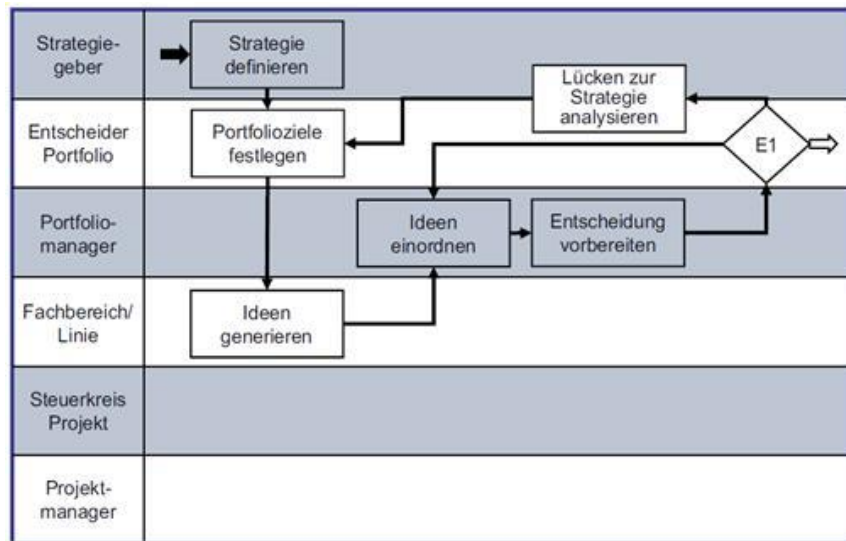 Strategie-
geber
Strategie
definieren
Lücken zur
Strategie
analysieren
Entscheider
Portfolio
Portfolioziele
festlegen
E1
Portfolio-
manager
Ideen
einordnen
Entscheidung
vorbereiten
Fachbereich/
Linie
Ideen
generieren
Steuerkreis
Projekt
Projekt-
manager